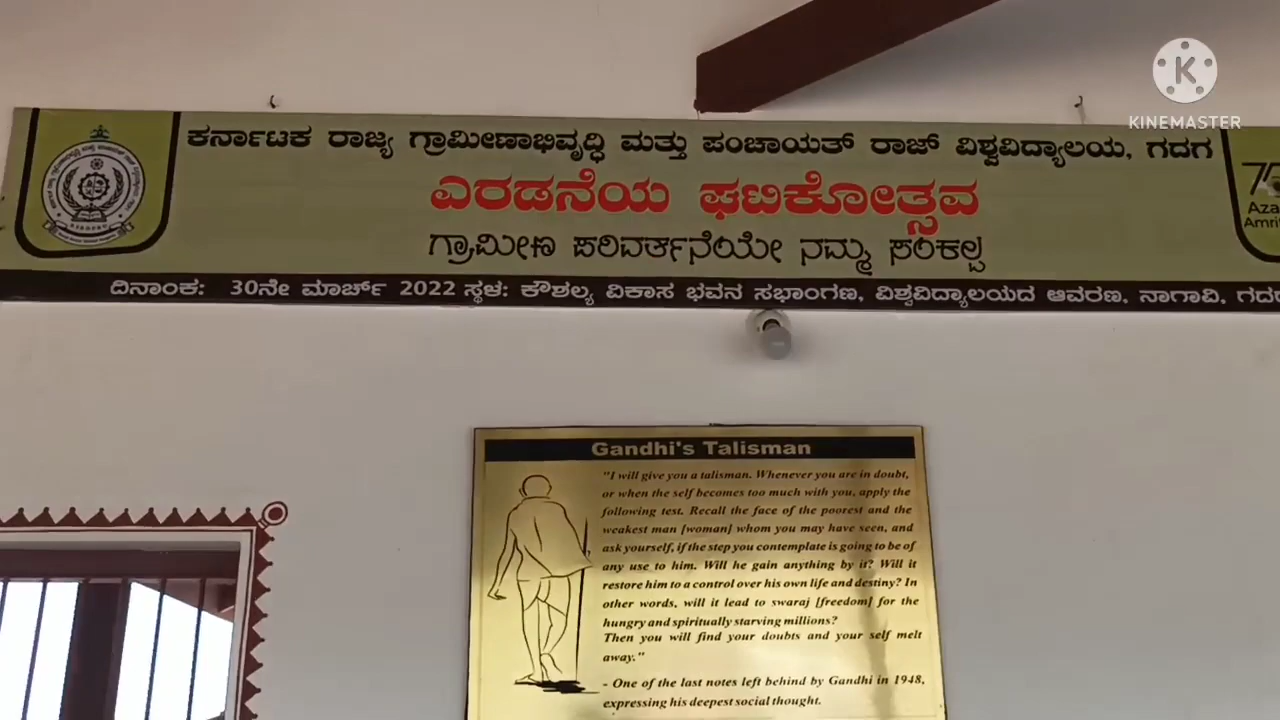 KINEMASTER
ಕರ್ನಾಟಕ ರಾಜ್ಯ ಗ್ರಾಮೀಣಾಭಿವೃದ್ಧಿ ಮತ್ತು ಪಂಚಾಯತ್ ರಾಜ್ ವಿಶ್ವವಿದ್ಯಾಲಯ, ಗದಗ
ಎರಡನೆಯ ಘಟಿಕೋತ್ಸವ
ಗ್ರಾಮೀಣ ಪರಿವರ್ತನೆಯೇ ನಮ್ಮ ಸಂಕಲ್ಪ
ದಿನಾಂಕ: 30ನೇ ಮಾರ್ಚ್ 2022 ಸ್ಥಳ: ಕೌಶಲ್ಯ ವಿಕಾಸ ಭವನ ಸಭಾಂಗಣ, ವಿಶ್ವವಿದ್ಯಾಲಯದ ಆವರಣ, ನಾಗಾವಿ,
Gandhi's Talisman
"I will give you a talisman. Whenever you are in doubt,
or when the self becomes too much with you, apply the
following test. Recall the face of the poorest and the
weakest man [woman] whom you may have seen, and
ask yourself, if the step you contemplate is going to be of
any use to him. Will he gain anything by it? Will it
restore him to a control over his own life and destiny? In
other words, will it lead to swaraj [freedom] for the
hungry and spiritually starving millions?
Then you will find your doubts and your self melt
away."
- One of the last notes left behind by Gandhi in 1948,
expressing his deepest social thought.